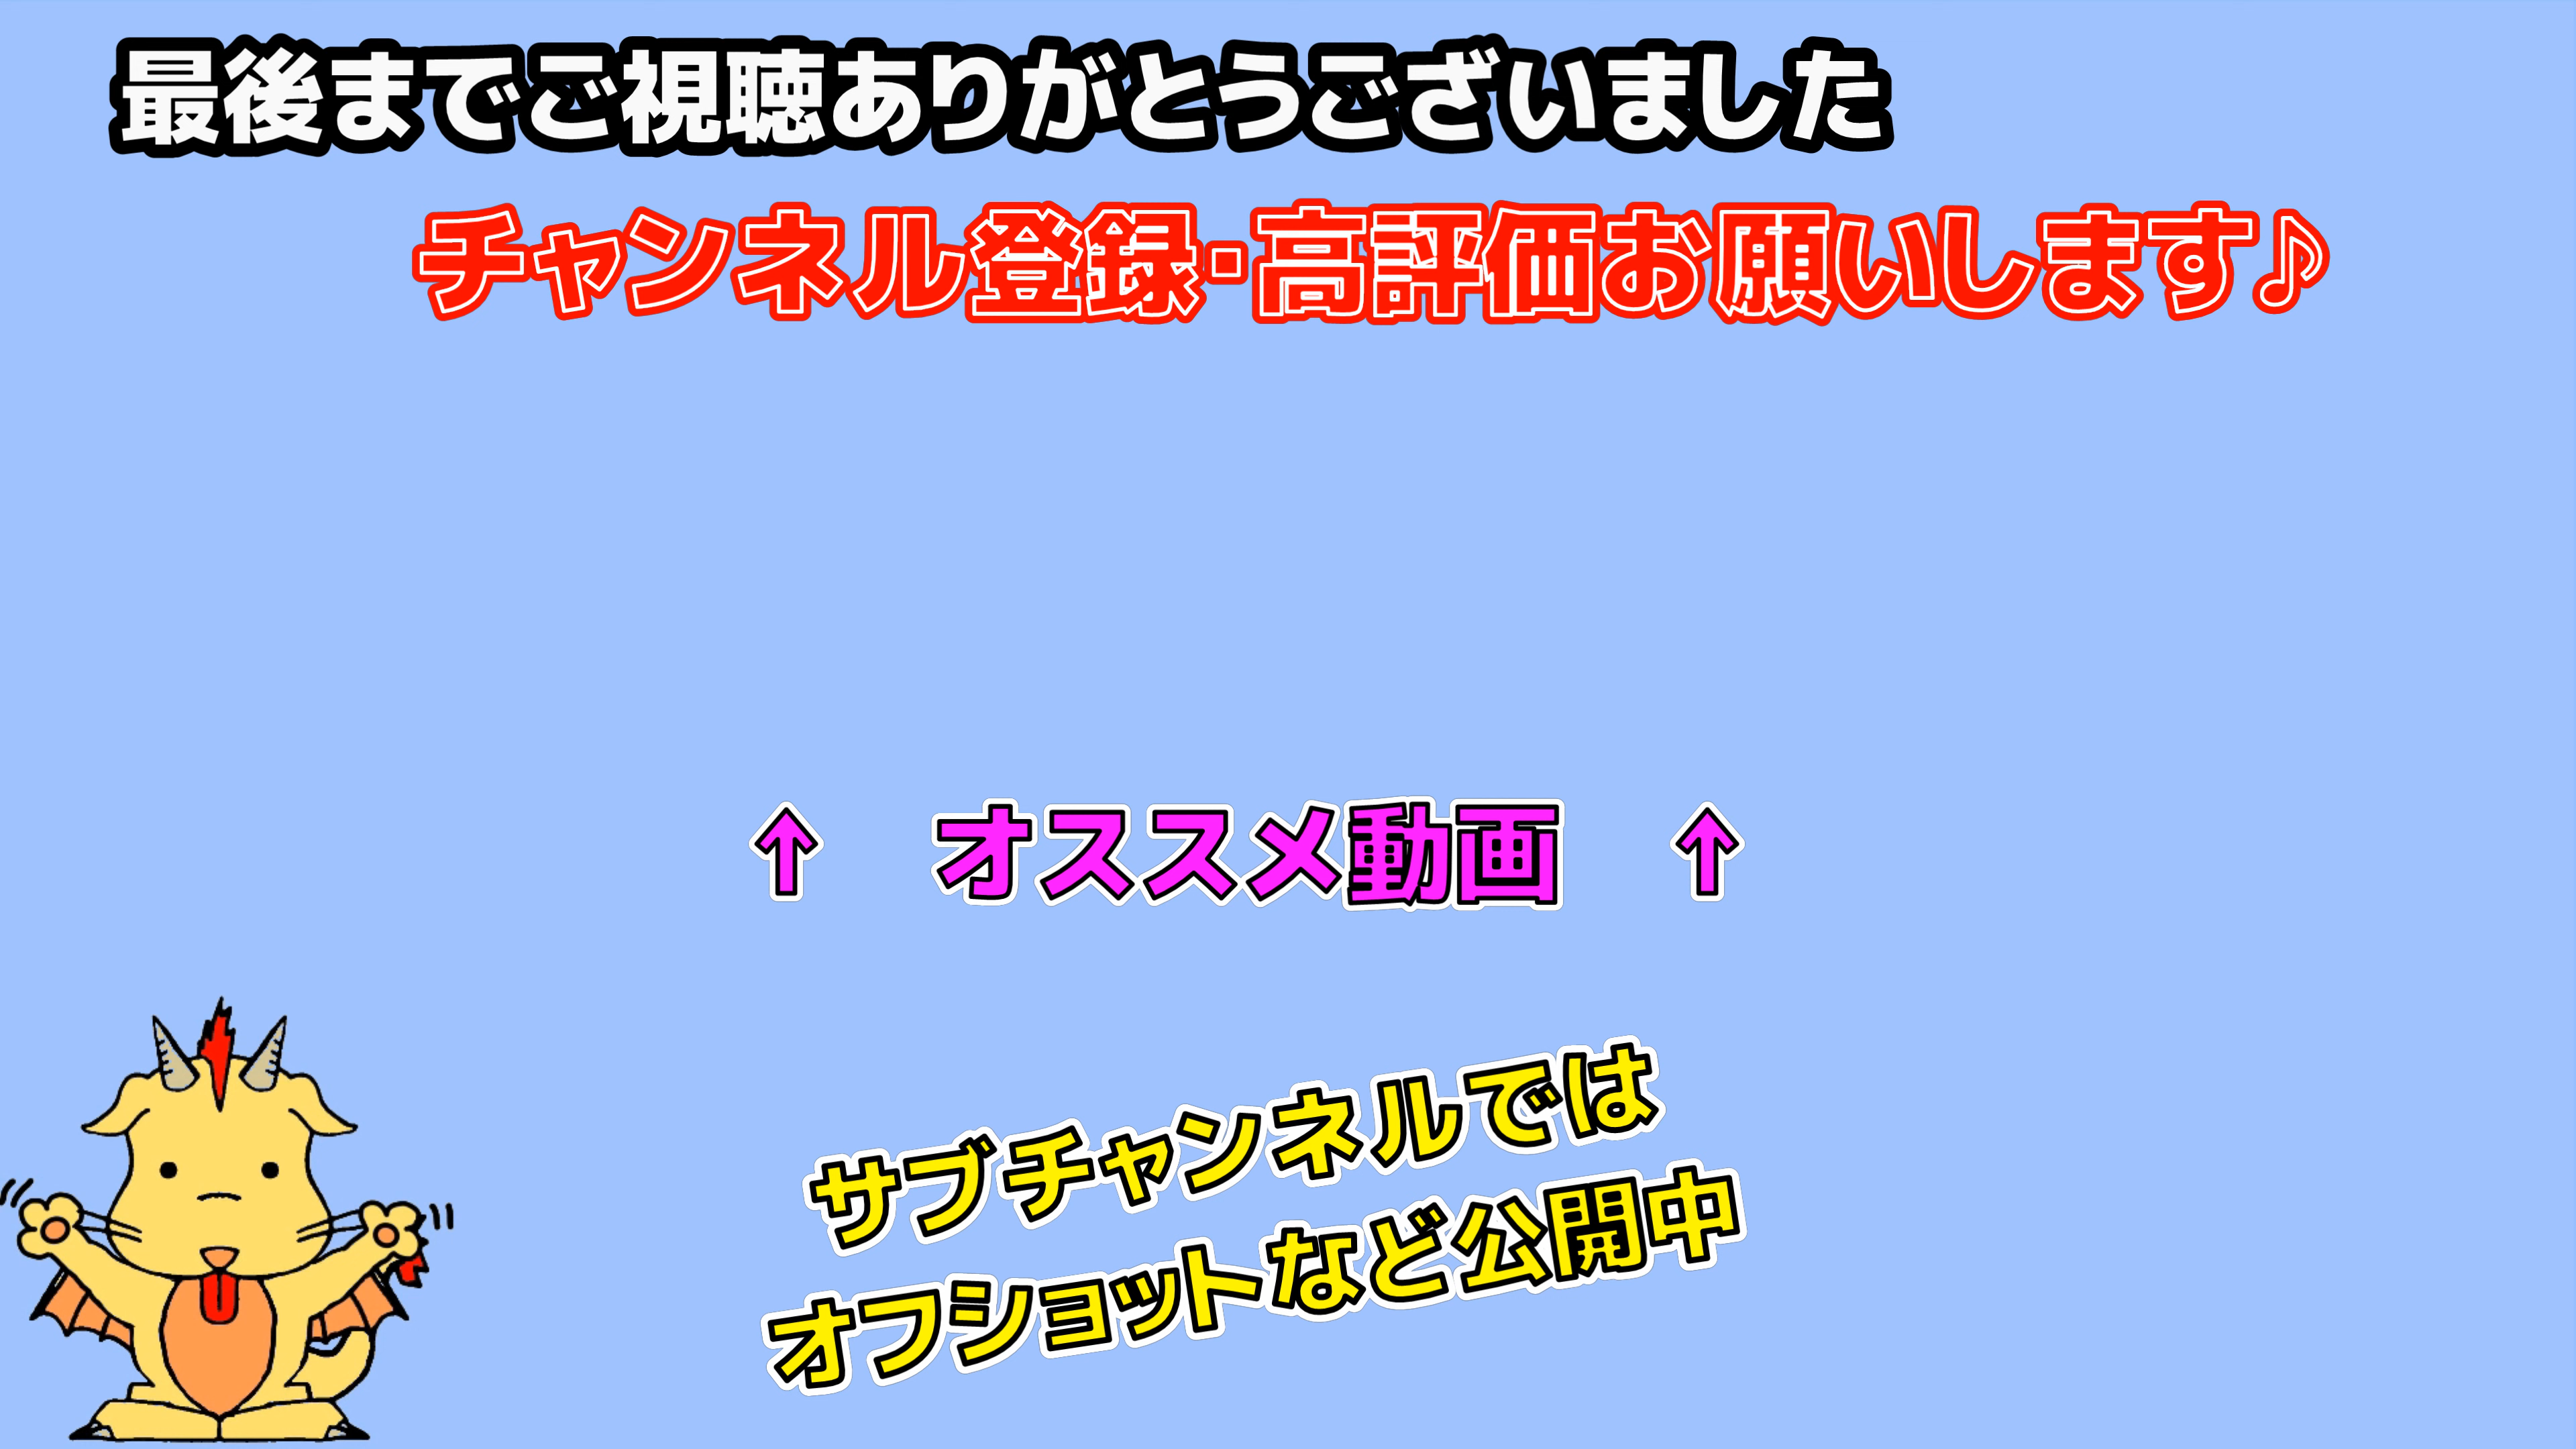 最後までご視聴ありがとうございました
チャンネル登録・高評価お願いします♪
↑　オススメ動画　↑
サブチャンネルでは
オフショットなど公開中